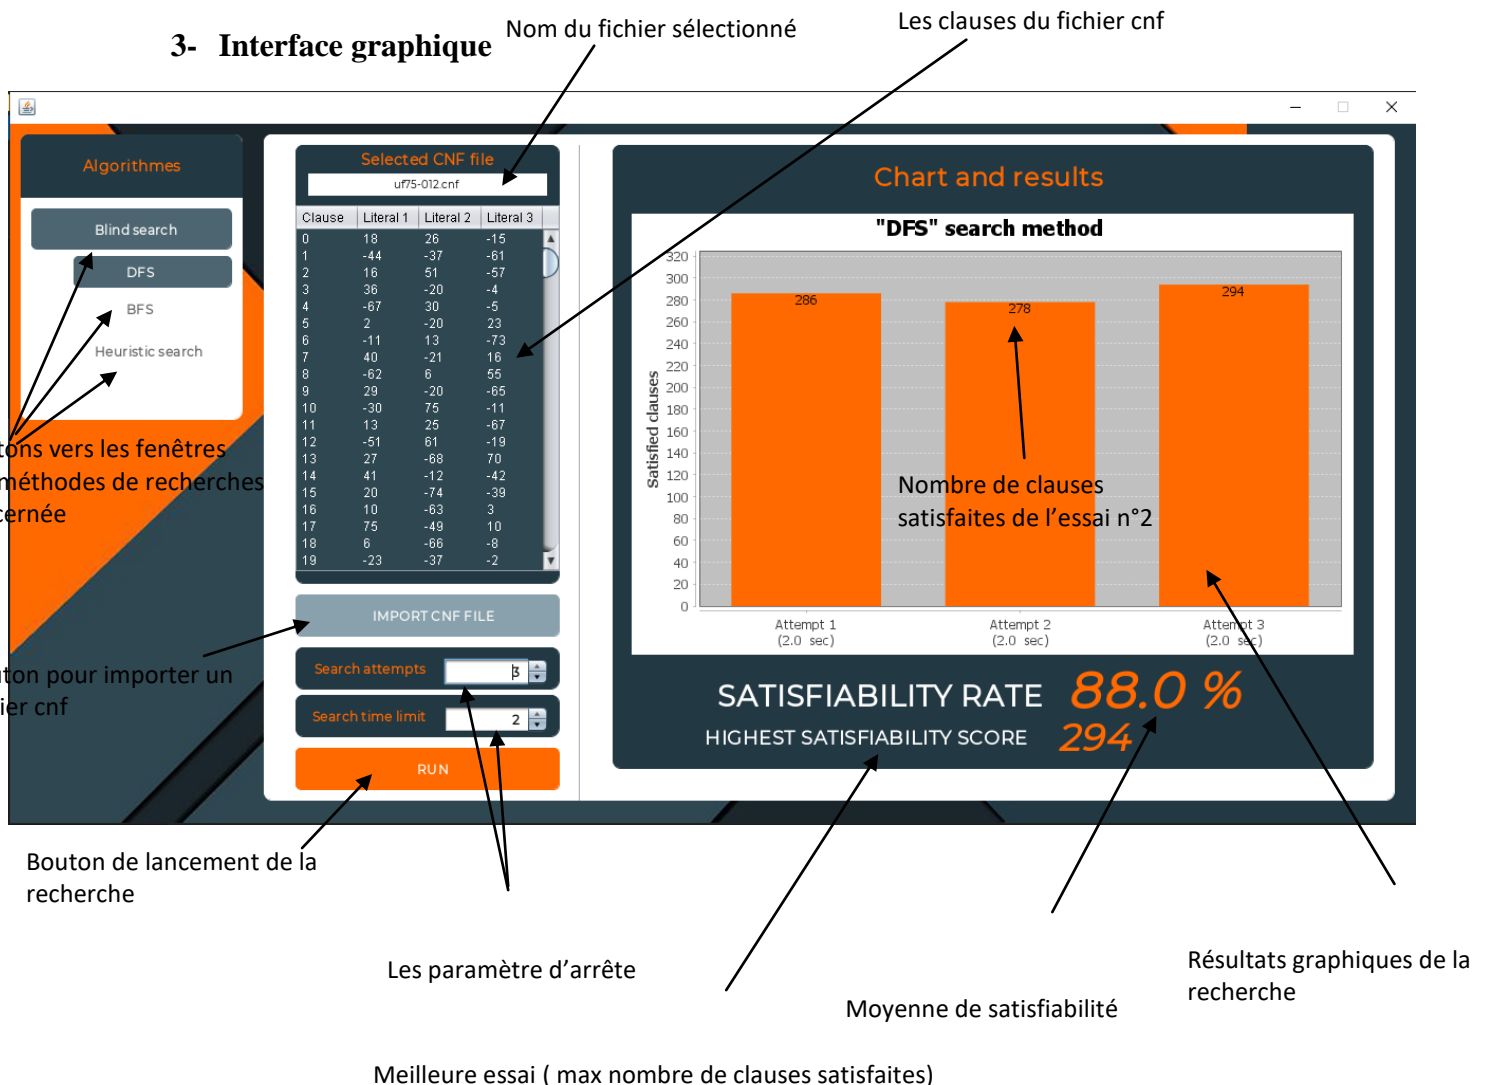 3- Interface graphique
Nom du fichier sélectionné
Les clauses du fichier cnf
Algorithmes
Blind search
DFS
BFS
Heuristic search
tons vers les fenêtres
méthodes de recherches
cernée
ton pour importer un
ier cnf
Selected CNF file
uf75-012.cnf
Clause Literal 1 Literal 2 Literal 3
0 18 26 -15
1 -44 -37 -61
2 16 51 -57
3 36 -20 -4
4 -67 30 -5
5 2 -20 23
6 -11 13 -73
7 40 -21 16
8 -62 6 55
9 29 -20 -65
10 -30 75 -11
11 13 25 -67
12 -51 61 -19
13 27 -68 70
14 41 -12 -42
15 20 -74 -39
16 10 -63 3
17 75 -49 10
18 6 -66 -8
19 -23 -37 -2
IMPORT CNF FILE
Search attempts 3
Search time limit 2
RUN
Chart and results
"DFS" search method
Satisfied clauses
320
300
280
260
240
220
200
180
160
140
120
100
80
60
40
20
0
286
278
294
Nombre de clauses
satisfaites de l'essai n°2
Attempt 1
(2.0 sec)
Attempt 2
(2.0 sec)
Attempt 3
(2.0 sec)
SATISFIABILITY RATE 88.0 %
HIGHEST SATISFIABILITY SCORE 294
Bouton de lancement de la
recherche
Les paramètre d'arrête
Résultats graphiques de la
recherche
Moyenne de satisfiabilité
Meilleure essai ( max nombre de clauses satisfaites)